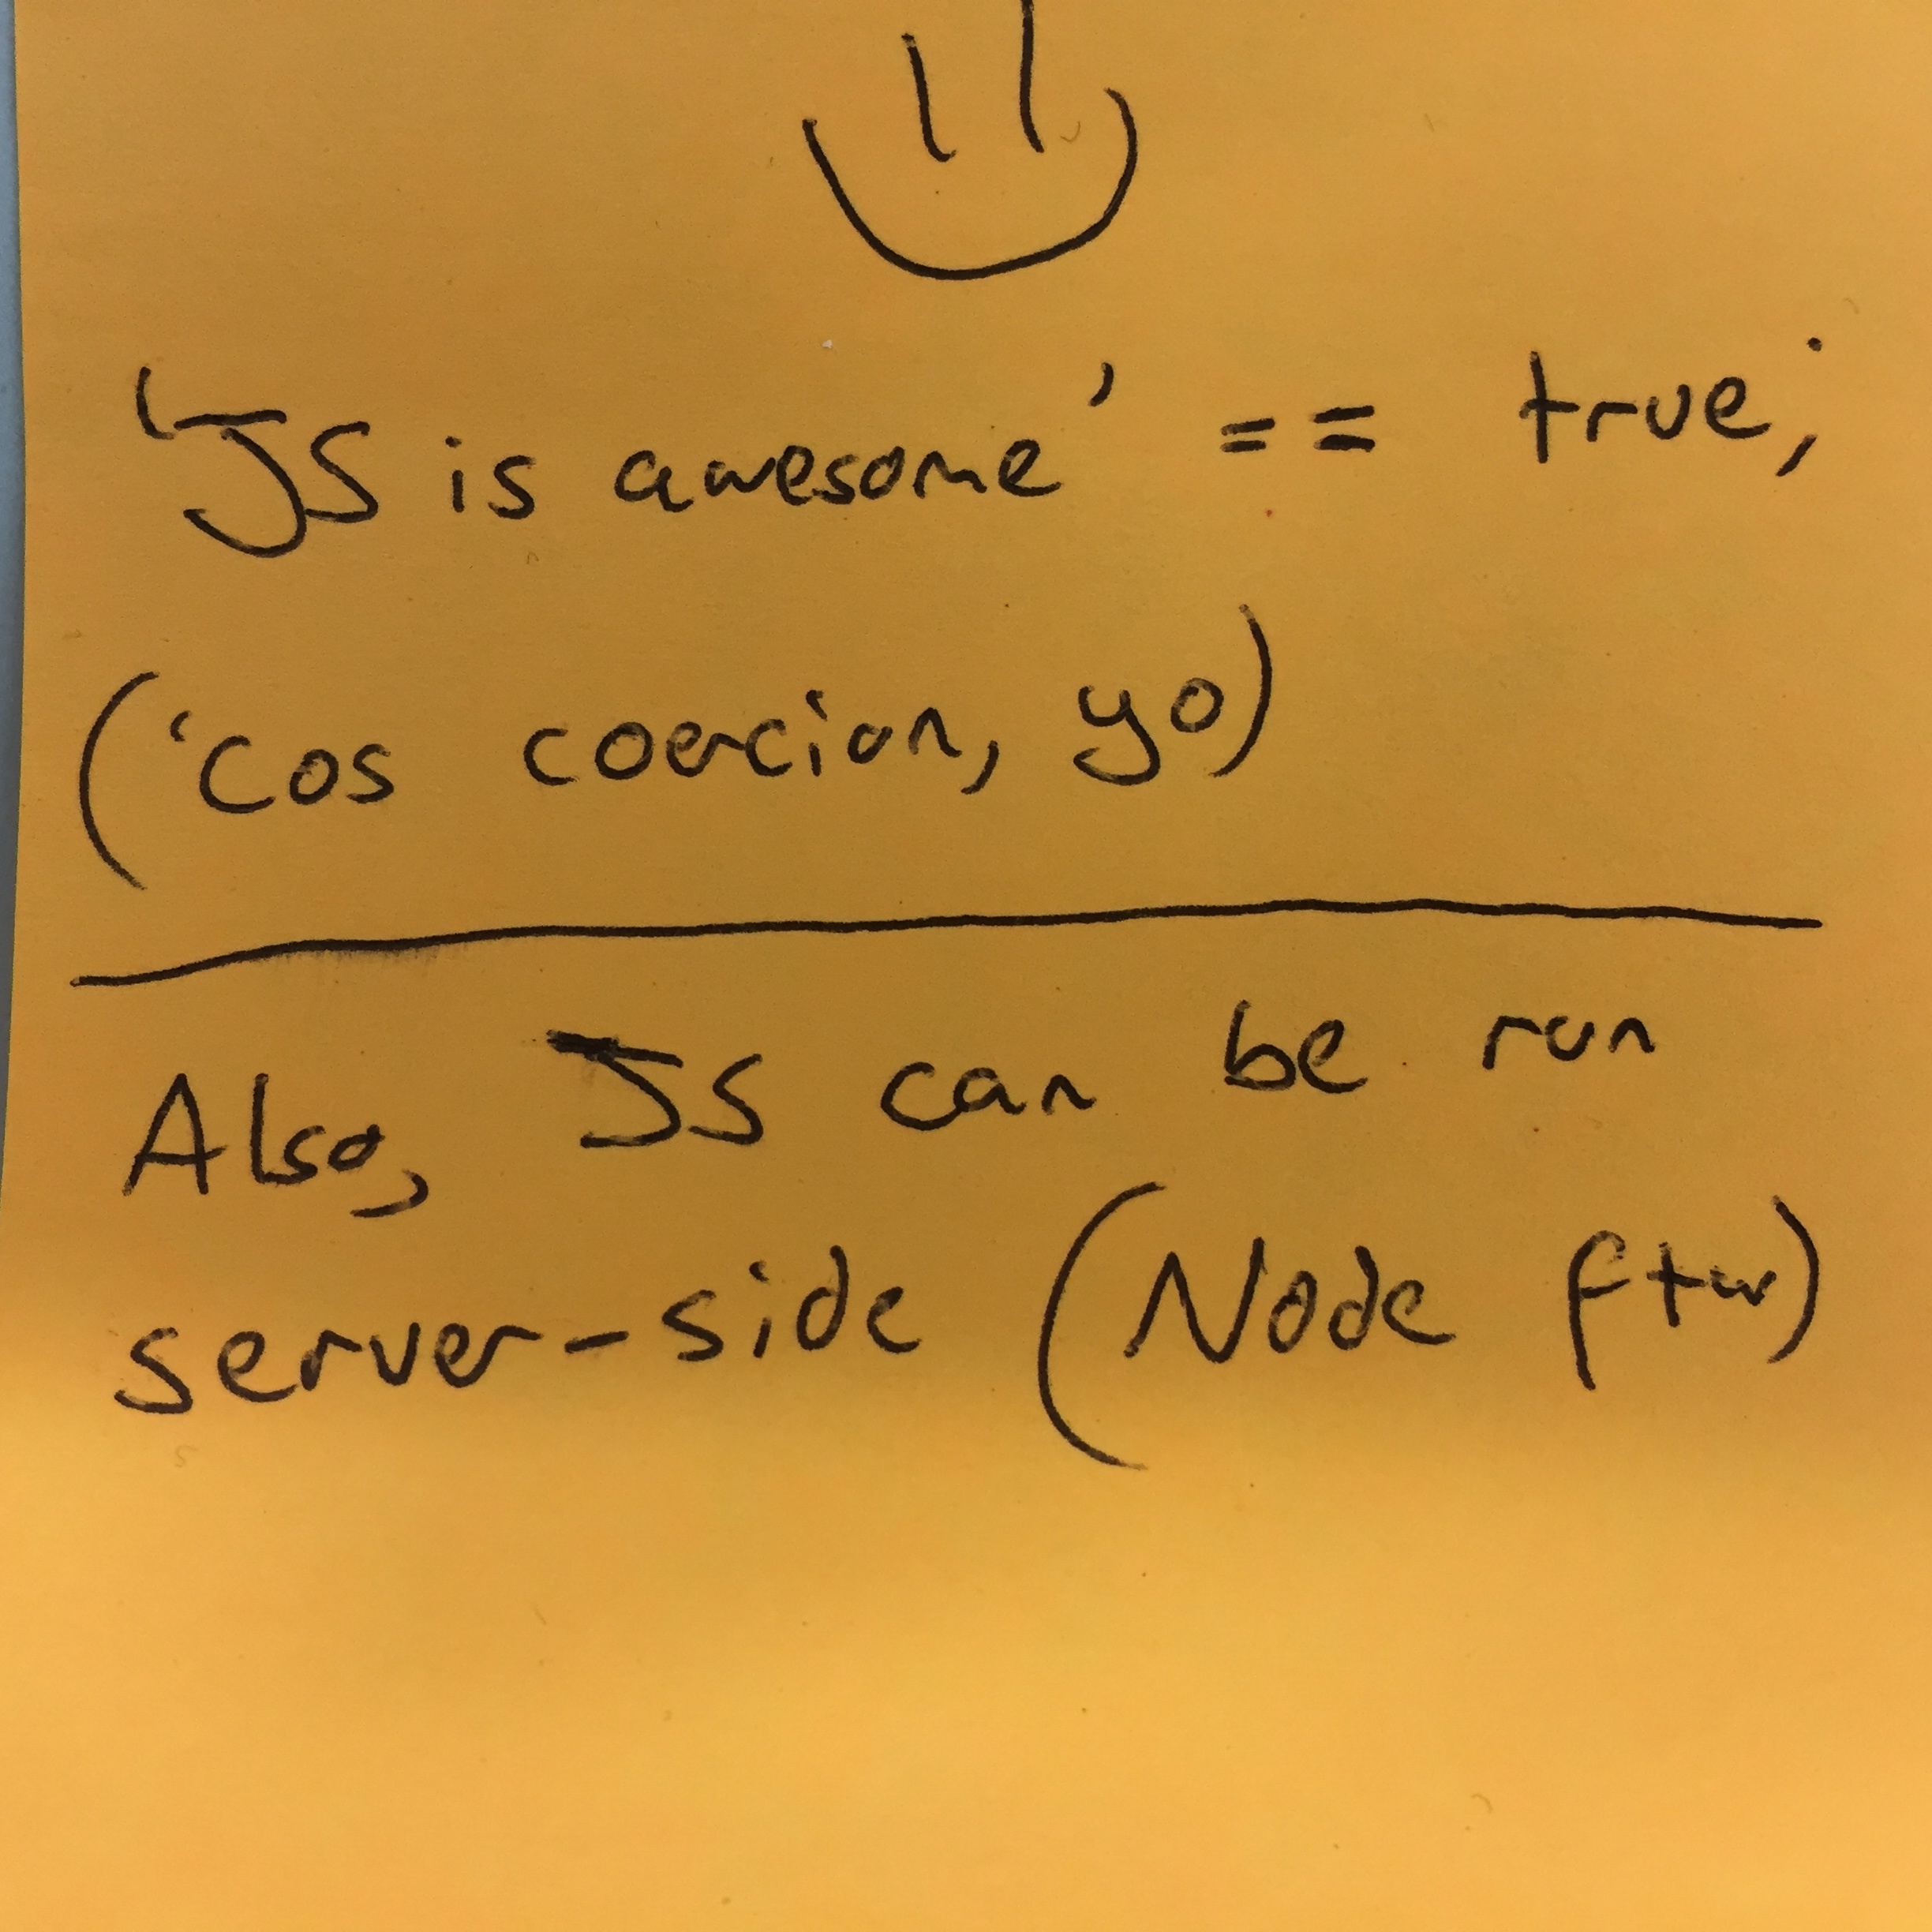 'JS is awesome' == true;
('cos coercion, yo)
Also, JS can be run
server-side (Node ftw)